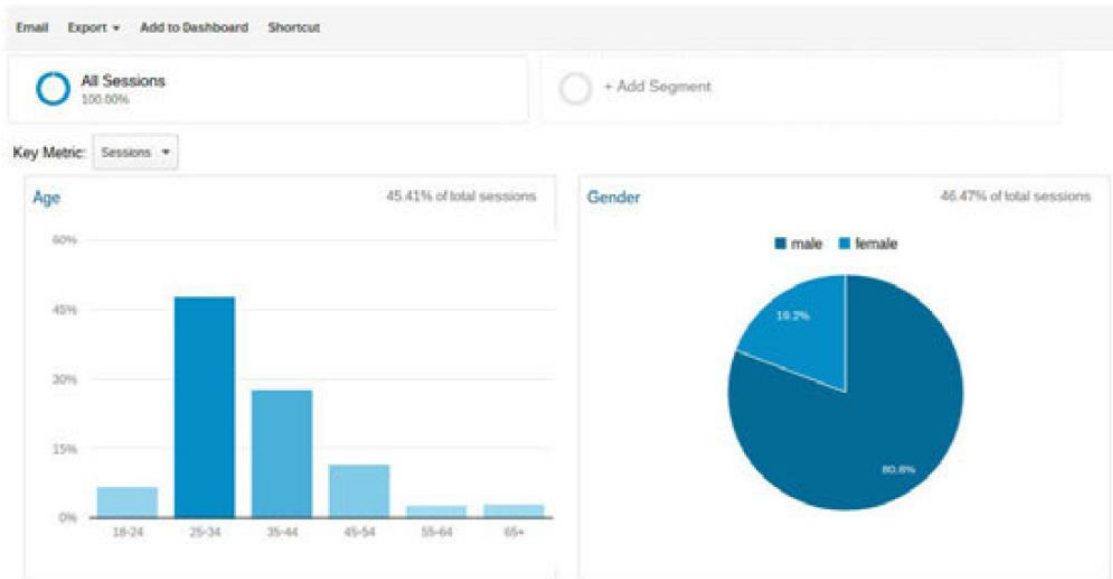 Email Export Add to Dashboard Shortcut
All Sessions
100.00%
+ Add Segment
Key Metric: Sessions
Age
45.41% of total sessions
60%
45%
30%
15%
0%
18-24 25-34 35-44 45-54 55-64 65+
Gender
46.47% of total sessions
male female
19.2%
80.8%